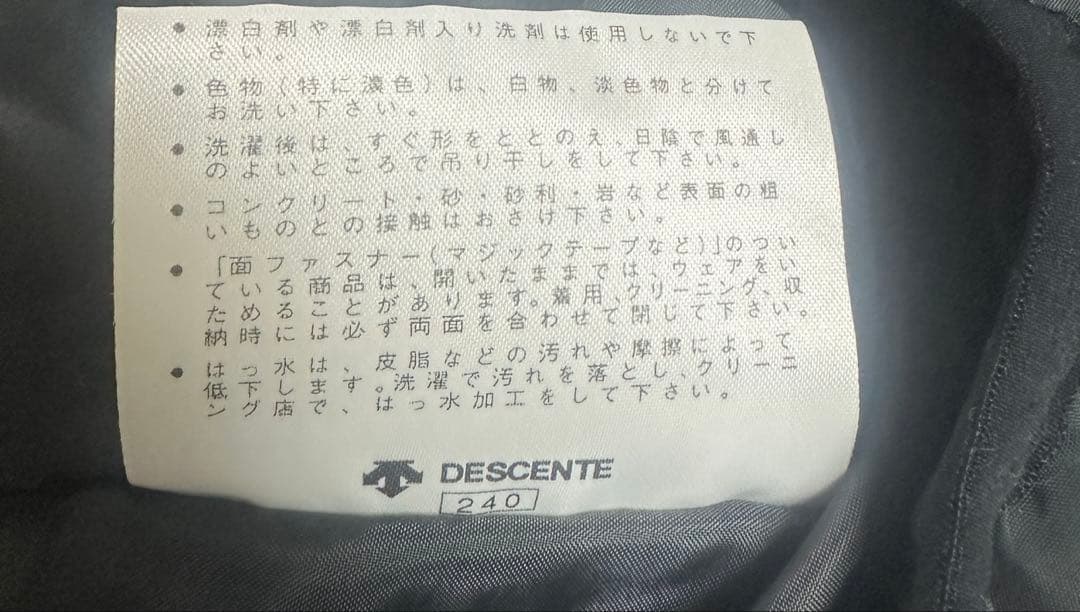 • 漂白剤や漂白剤入り洗剤は使用しないで下
さい。
• 色物(特に濃色)は、白物、淡色物と分けて
お洗い下さい。
• 洗濯後は、すぐ形をととのえ、日陰で風通し
のよいところで吊り干しをして下さい。
• コンクリート・砂・砂利・岩など表面の粗
いものとの接触はおさけ下さい。
• 「面ファスナー(マジックテープなど)」のつい
ている商品は、開いたままでは、ウェアをい
ためることがあります。着用、クリーニング、収
納時には必ず両面を合わせて閉じて下さい。
• はっ水は、皮脂などの汚れや摩擦によって
低下します。洗濯で汚れを落とし、クリーニ
ング店で、はっ水加工をして下さい。
DESCENTE
240